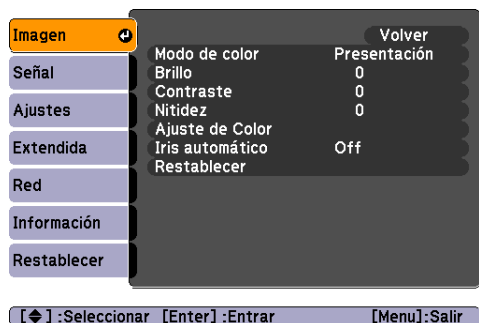 Imagen
Señal
Ajustes
Extendida
Red
Información
Restablecer
Volver
Modo de color Presentación
Brillo 0
Contraste 0
Nitidez 0
Ajuste de Color
Iris automático Off
Restablecer
[◆] :Seleccionar [Enter] :Entrar [Menu]:Salir